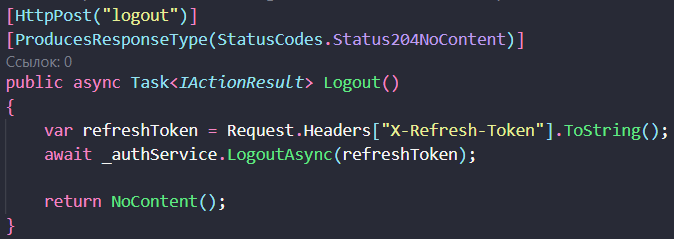 [HttpPost("logout")]
[ProducesResponseType(StatusCodes.Status204NoContent)]
Ссылок: 0
public async Task<IActionResult> Logout()
{
    var refreshToken = Request.Headers["X-Refresh-Token"].ToString();
    await _authService.LogoutAsync(refreshToken);

    return NoContent();
}